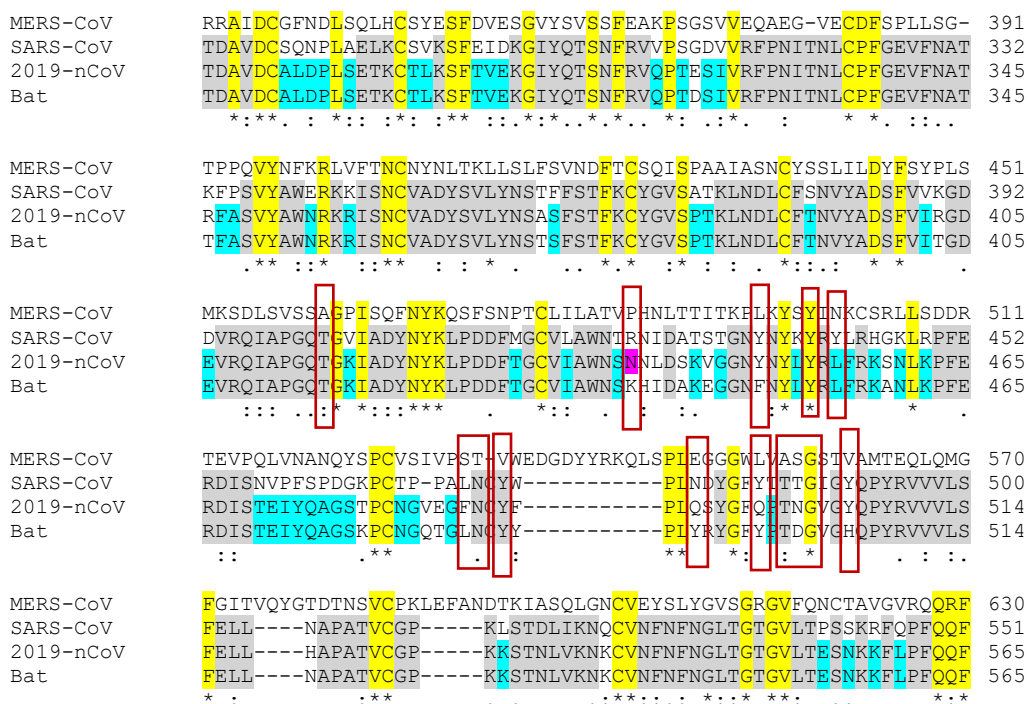 MERS-CoV RRAIDCGFNDLSQLHCSYESFDVESGVYSVSSFEAKPSGSVVEQAEG-VECDFSPLLSG- 391
SARS-CoV TDAVDCSQNPLAELKCSVKSFEIDKGIYQTSNFRVVPSGDVVRFPNITNLCPFGEVFNAT 332
2019-nCoV TDAVDCALDPLSETKCTLKSFTVEKGIYQTSNFRVQPTESIVRFPNITNLCPFGEVFNAT 345
Bat TDAVDCALDPLSETKCTLKSFTVEKGIYQTSNFRVQPTDSIVRFPNITNLCPFGEVFNAT 345
*:**. : *:: :*: :** ::.:*:*..*.*.. *: .:*. : * *. .:..
MERS-CoV TPPQVYNFKRLVFTNCNYNLTKLLSLFSVNDFTCSQISPAAIASNCYSSLILDYFSYPLS 451
SARS-CoV KFPSVYAWERKKISNCVADYSVLYNSTFFSTFKCYGVSATKLNDLCFSNVYADSFVVKGD 392
2019-nCoV RFASVYAWNRKRISNCVADYSVLYNSASFSTFKCYGVSPTKLNDLCFTNVYADSFVIRGD 405
Bat TFASVYAWNRKRISNCVADYSVLYNSTSFSTFKCYGVSPTKLNDLCFTNVYADSFVITGD 405
.** ::* ::** : : * . :.. *.* :* : : . *::.: * * .
MERS-CoV MKSDLSVSSAGPISQFNYKQSFSNPTCLILATVPHNLTTITKPLKYSYINKCSRLLSDDR 511
SARS-CoV DVRQIAPGQTGVIADYNYKLPDDFMGCVLAWNTRNIDATSTGNYNYKYRYLRHGKLRPFE 452
2019-nCoV EVRQIAPGQTGKIADYNYKLPDDFTGCVIAWNSNNLDSKVGGNYNYLYRLFRKSNLKPFE 465
Bat EVRQIAPGQTGKIADYNYKLPDDFTGCVIAWNSKHIDAKEGGNFNYLYRLFRKANLKPFE 465
::: .:* *:::*** . *:: . : :. :* * * .
MERS-CoV TEVPQLVNANQYSPCVSIVPST-VWEDGDYYRKQLSPLEGGGWLVASGSTVAMTEQLQMG 570
SARS-CoV RDISNVPFSPDGKPCTP-PALNCYW----------PLNDYGFYTTTGIGYQPYRVVVLS 500
2019-nCoV RDISTEIYQAGSTPCNGVEGFNCYF-----------PLQSYGFQPTNGVGYQPYRVVVLS 514
Bat RDISTEIYQAGSKPCNGQTGLNCYY-----------PLYRYGFYPTDGVGHQPYRVVVLS 514
:: .** . : ** *: .* .: :.
MERS-CoV FGITVQYGTDTNSVCPKLEFANDTKIASQLGNCVEYSLYGVSGRGVFQNCTAVGVRQQRF 630
SARS-CoV FELL----NAPATVCGP-----KLSTDLIKNQCVNFNFNGLTGTGVLTPSSKRFQPFQQF 551
2019-nCoV FELL----HAPATVCGP-----KKSTNLVKNKCVNFNFNGLTGTGVLTESNKKFLPFQQF 565
Bat FELL----NAPATVCGP-----KKSTNLVKNKCVNFNFNGLTGTGVLTESNKKFLPFQQF 565